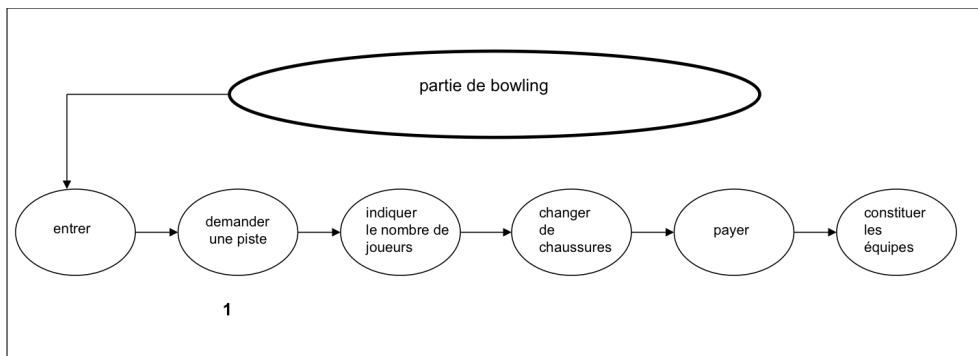 partie de bowling
entrer
demander
une piste
indiquer
le nombre de
joueurs
changer
de
chaussures
payer
constituer
les
équipes
1